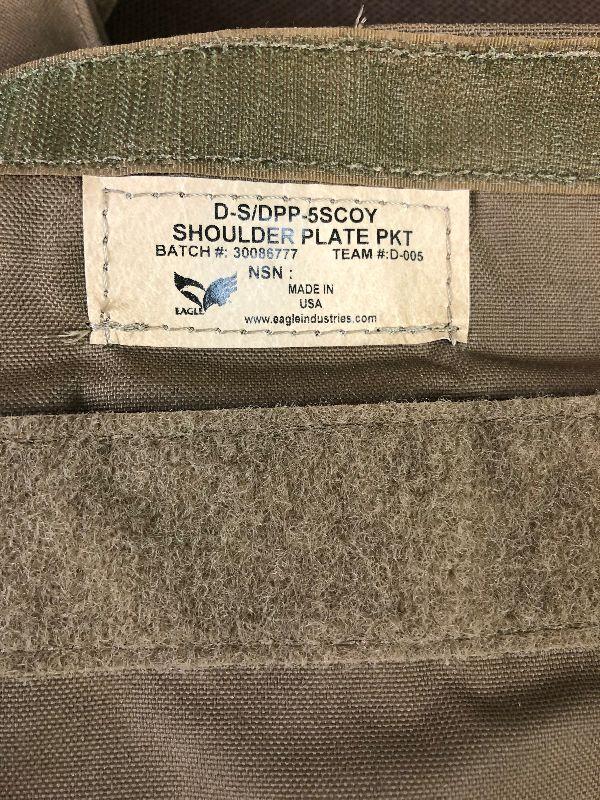 D-S/DPP-5SCOY
SHOULDER PLATE PKT
BATCH #: 30086777 TEAM #:D-005
NSN :
MADE IN
USA
EAGLE
www.eagleindustries.com